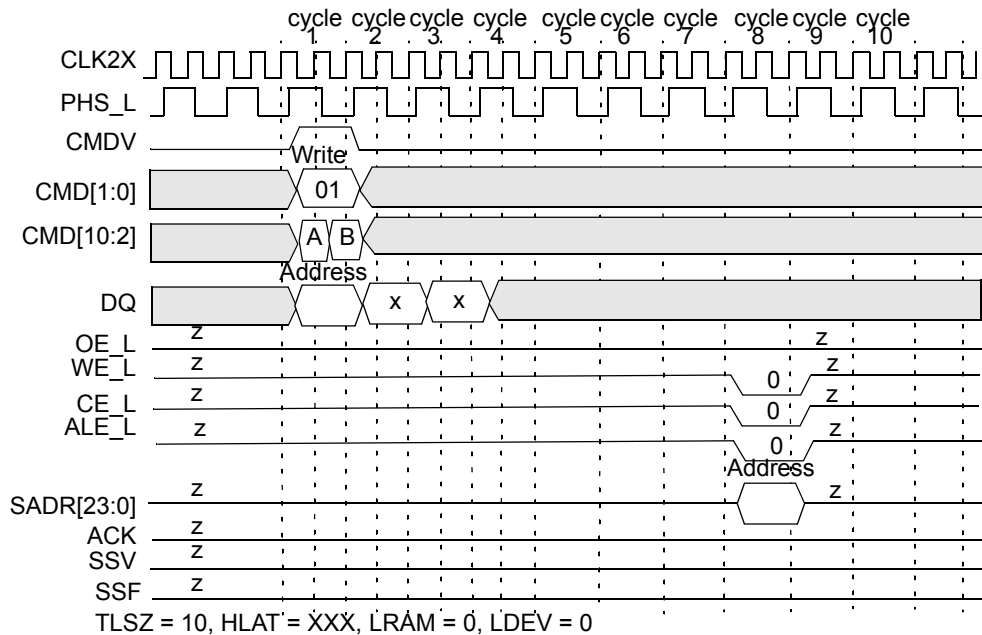 cycle cycle cycle cycle cycle cycle cycle cycle cycle cycle
1 2 3 4 5 6 7 8 9 10
CLK2X
PHS_L
CMDV
Write
CMD[1:0] 01
CMD[10:2] A B
Address
DQ x x
OE_L z z
WE_L z 0 z
CE_L z 0 z
ALE_L z 0 z
Address
SADR[23:0] z z
ACK z
SSV z
SSF z
TLSZ = 10, HLAT = XXX, LRAM = 0, LDEV = 0